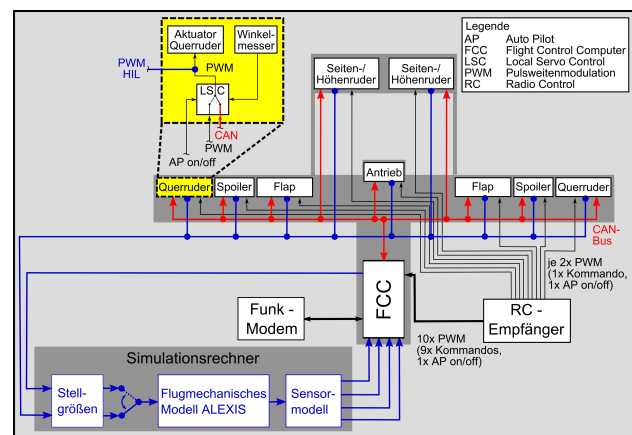 Aktuator
Querruder
Winkel-
messer
PWM
HIL
PWM
LSC
CAN
PWM
AP on/off
Legende
AP Auto Pilot
FCC Flight Control Computer
LSC Local Servo Control
PWM Pulsweitenmodulation
RC Radio Control
Seiten-/
Höhenruder
Seiten-/
Höhenruder
Antrieb
Querruder
Spoiler
Flap
Flap
Spoiler
Querruder
CAN-
Bus
je 2x PWM
(1x Kommando,
1x AP on/off)
FCC
Funk -
Modem
RC -
Empfänger
10x PWM
(9x Kommandos,
1x AP on/off)
Simulationsrechner
Stell-
größen
Flugmechanisches
Modell ALEXIS
Sensor-
modell